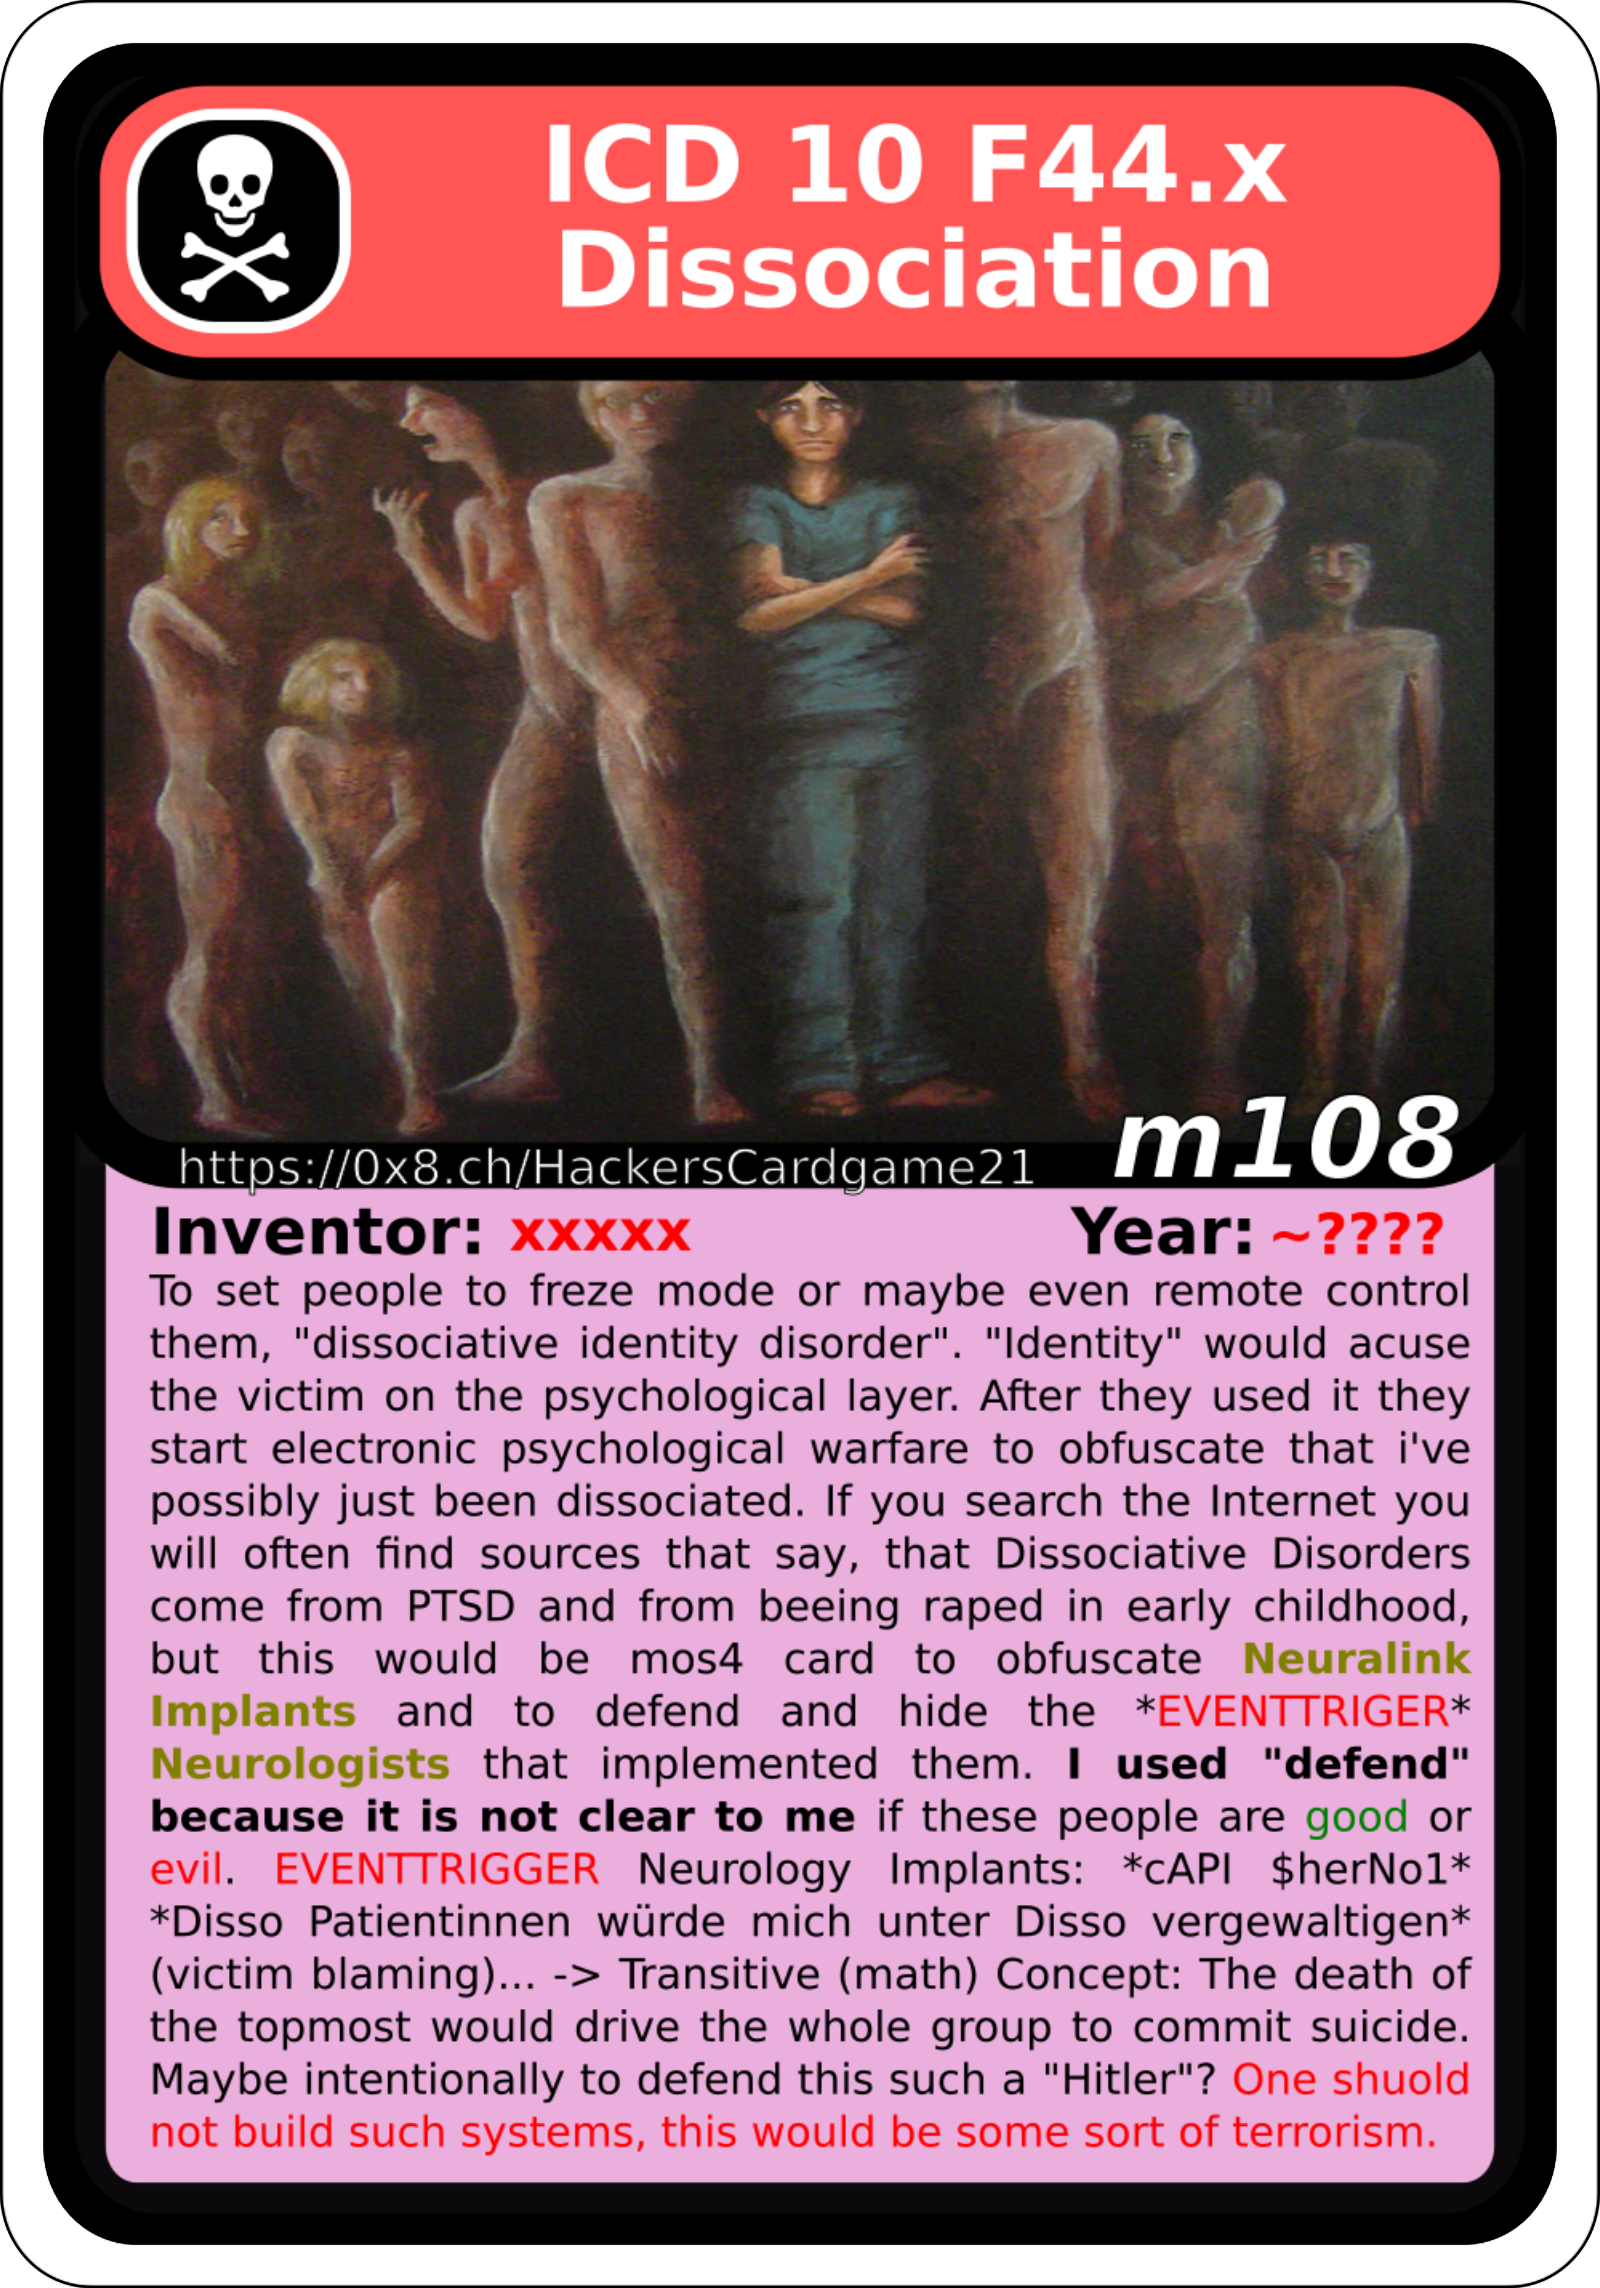 ICD 10 F44.x
Dissociation
m108
https://0x8.ch/HackersCardgame21
Inventor: xxxxx Year: ~????
To set people to freze mode or maybe even remote control
them, "dissociative identity disorder". "Identity" would acuse
the victim on the psychological layer. After they used it they
start electronic psychological warfare to obfuscate that i've
possibly just been dissociated. If you search the Internet you
will often find sources that say, that Dissociative Disorders
come from PTSD and from beeing raped in early childhood,
but this would be mos4 card to obfuscate Neuralink
Implants and to defend and hide the *EVENTTRIGER*
Neurologists that implemented them. I used "defend"
because it is not clear to me if these people are good or
evil. EVENTTRIGGER Neurology Implants: *cAPI $herNo1*
*Disso Patientinnen würde mich unter Disso vergewaltigen*
(victim blaming)... -> Transitive (math) Concept: The death of
the topmost would drive the whole group to commit suicide.
Maybe intentionally to defend this such a "Hitler"? One shuold
not build such systems, this would be some sort of terrorism.